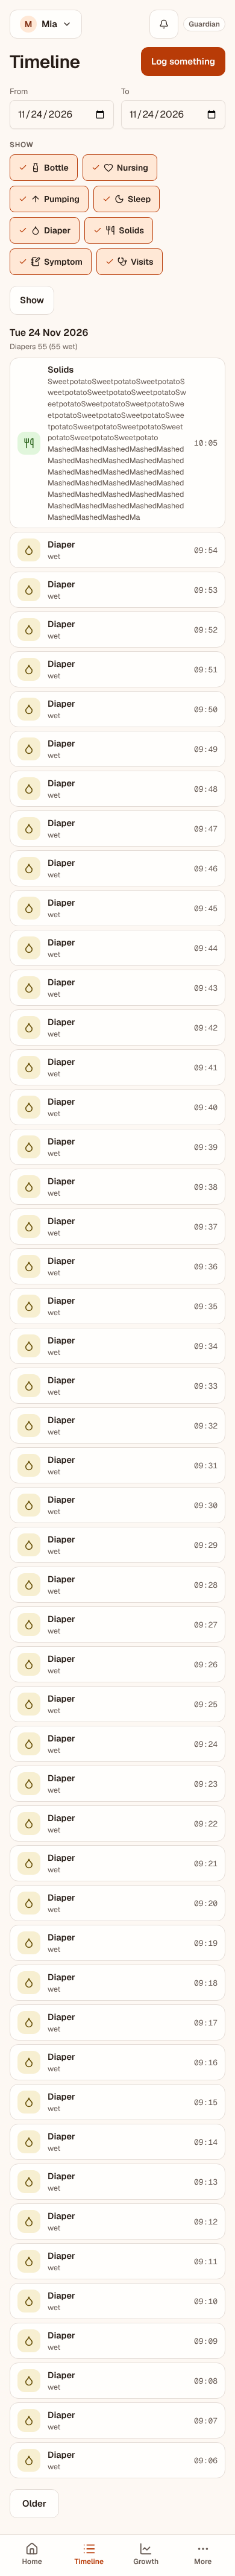 M Mia Guardian
Timeline Log something
From To
11/24/2026 11/24/2026
SHOW
Bottle Nursing
Pumping Sleep
Diaper Solids
Symptom Visits
Show
Tue 24 Nov 2026
Diapers 55 (55 wet)
Solids
SweetpotatoSweetpotatoSweetpotatoS
weetpotatoSweetpotatoSweetpotatoSw
eetpotatoSweetpotatoSweetpotatoSwe
etpotatoSweetpotatoSweetpotatoSwee
tpotatoSweetpotatoSweetpotatoSweet
potatoSweetpotatoSweetpotato
MashedMashedMashedMashedMashed
MashedMashedMashedMashedMashed 10:05
MashedMashedMashedMashedMashed
MashedMashedMashedMashedMashed
MashedMashedMashedMashedMashed
MashedMashedMashedMashedMashed
MashedMashedMashedMa
Diaper
wet 09:54
Diaper
wet 09:53
Diaper
wet 09:52
Diaper
wet 09:51
Diaper
wet 09:50
Diaper
wet 09:49
Diaper
wet 09:48
Diaper
wet 09:47
Diaper
wet 09:46
Diaper
wet 09:45
Diaper
wet 09:44
Diaper
wet 09:43
Diaper
wet 09:42
Diaper
wet 09:41
Diaper
wet 09:40
Diaper
wet 09:39
Diaper
wet 09:38
Diaper
wet 09:37
Diaper
wet 09:36
Diaper
wet 09:35
Diaper
wet 09:34
Diaper
wet 09:33
Diaper
wet 09:32
Diaper
wet 09:31
Diaper
wet 09:30
Diaper
wet 09:29
Diaper
wet 09:28
Diaper
wet 09:27
Diaper
wet 09:26
Diaper
wet 09:25
Diaper
wet 09:24
Diaper
wet 09:23
Diaper
wet 09:22
Diaper
wet 09:21
Diaper
wet 09:20
Diaper
wet 09:19
Diaper
wet 09:18
Diaper
wet 09:17
Diaper
wet 09:16
Diaper
wet 09:15
Diaper
wet 09:14
Diaper
wet 09:13
Diaper
wet 09:12
Diaper
wet 09:11
Diaper
wet 09:10
Diaper
wet 09:09
Diaper
wet 09:08
Diaper
wet 09:07
Diaper
wet 09:06
Older
Home Timeline Growth More